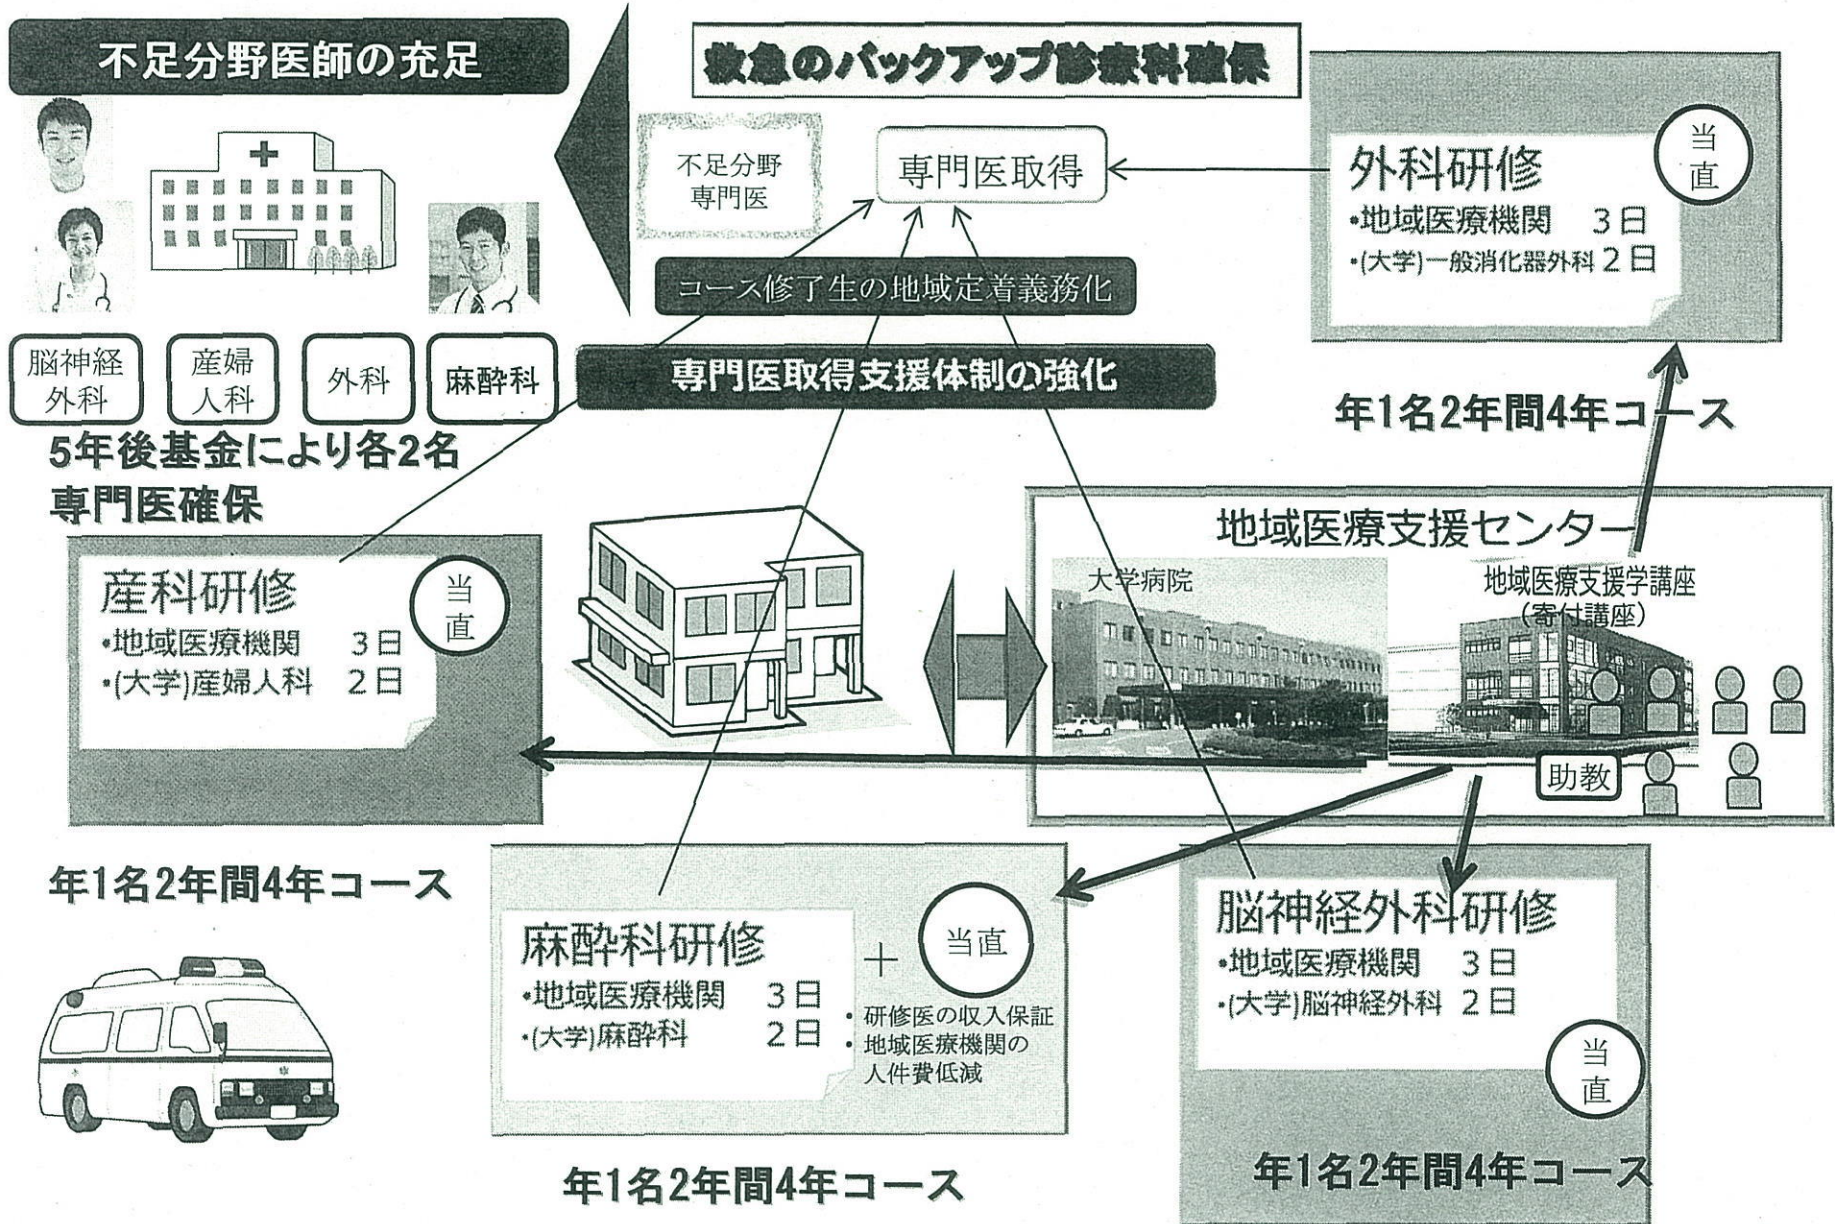 不足分野医師の充足
救急のバックアップ診療科確保
不足分野
専門医
専門医取得
コース修了生の地域定着義務化
専門医取得支援体制の強化
脳神経
外科
産婦
人科
外科
麻酔科
5年後基金により各2名
専門医確保
外科研修
•地域医療機関 3日
•(大学)一般消化器外科 2日
当
直
年1名2年間4年コース
産科研修
•地域医療機関 3日
•(大学)産婦人科 2日
当
直
年1名2年間4年コース
地域医療支援センター
大学病院
地域医療支援学講座
(寄付講座)
助教
麻酔科研修
•地域医療機関 3日
•(大学)麻酔科 2日
+
当直
• 研修医の収入保証
• 地域医療機関の
人件費低減
年1名2年間4年コース
脳神経外科研修
•地域医療機関 3日
•(大学)脳神経外科 2日
当
直
年1名2年間4年コース